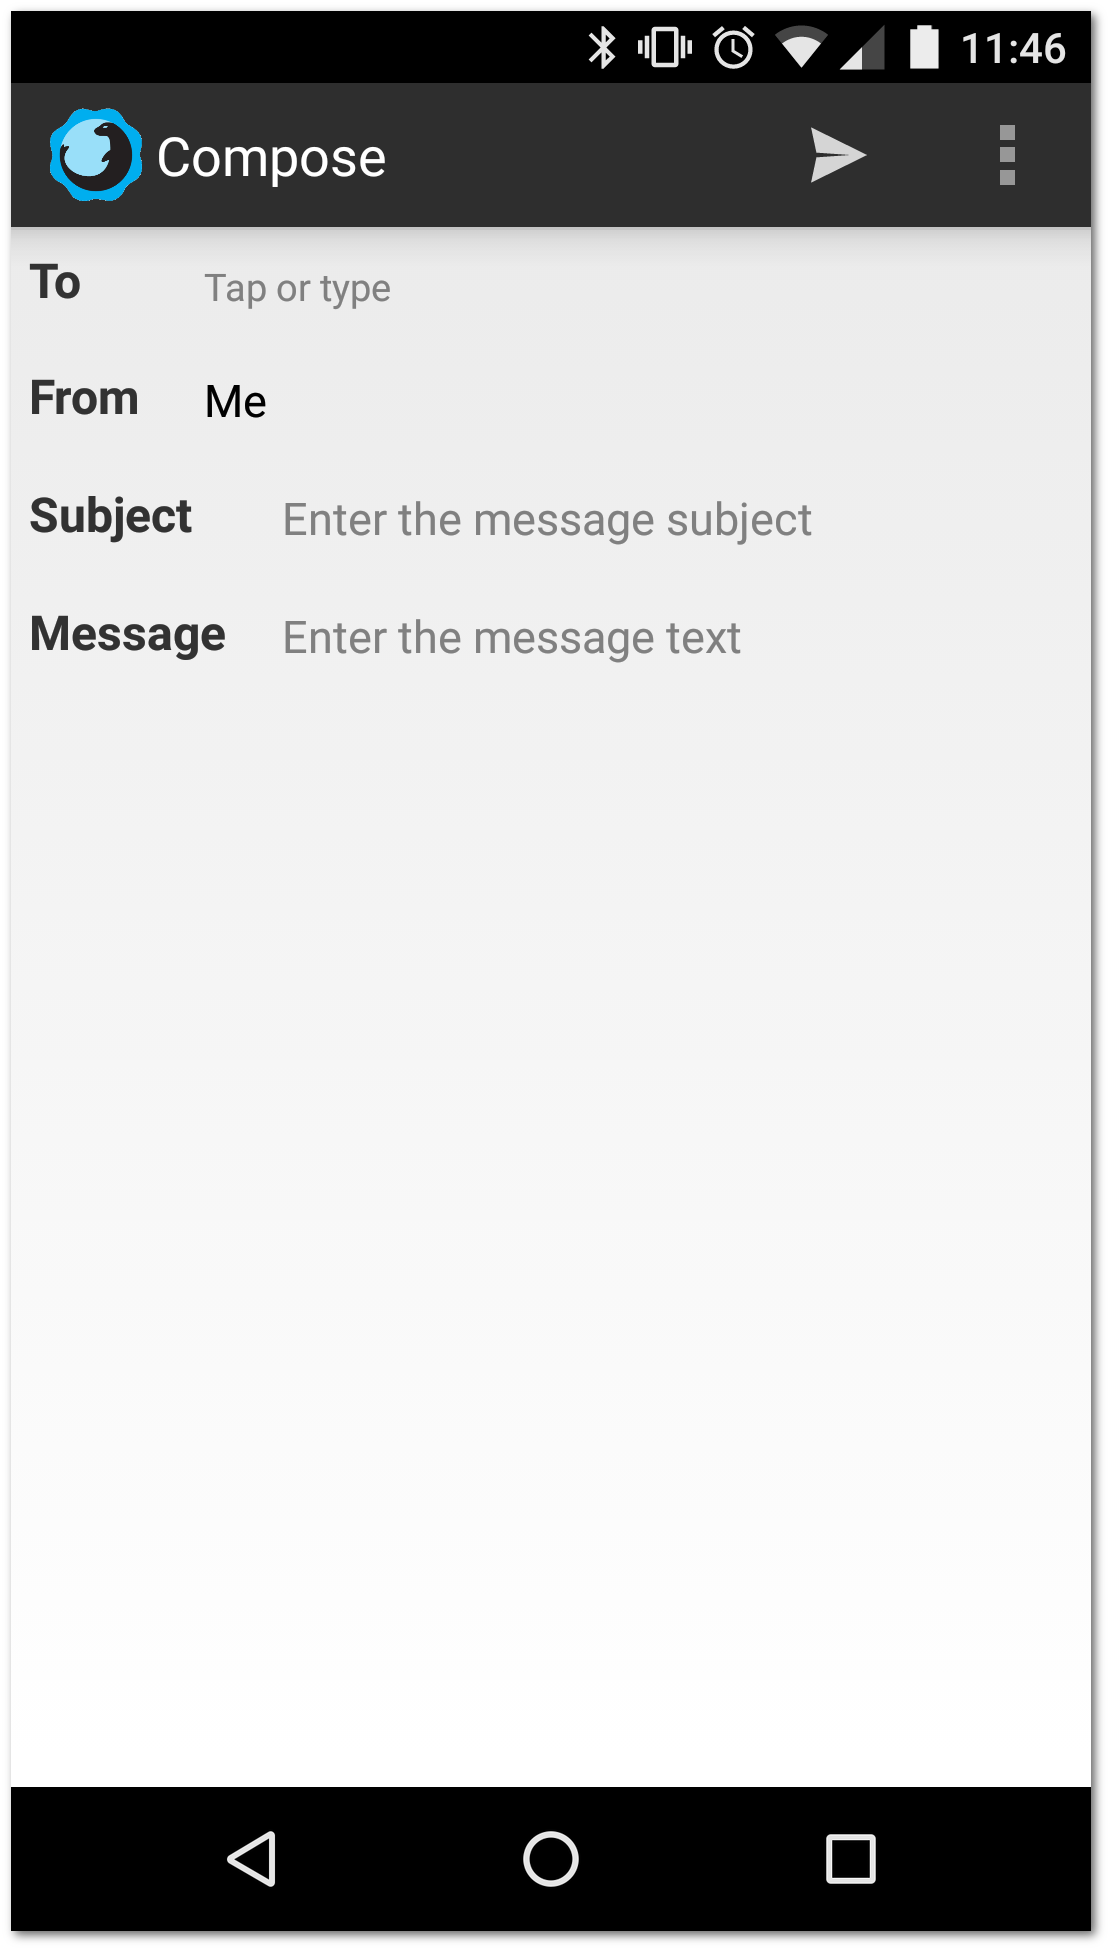 11:46
Compose
To Tap or type
From Me
Subject Enter the message subject
Message Enter the message text